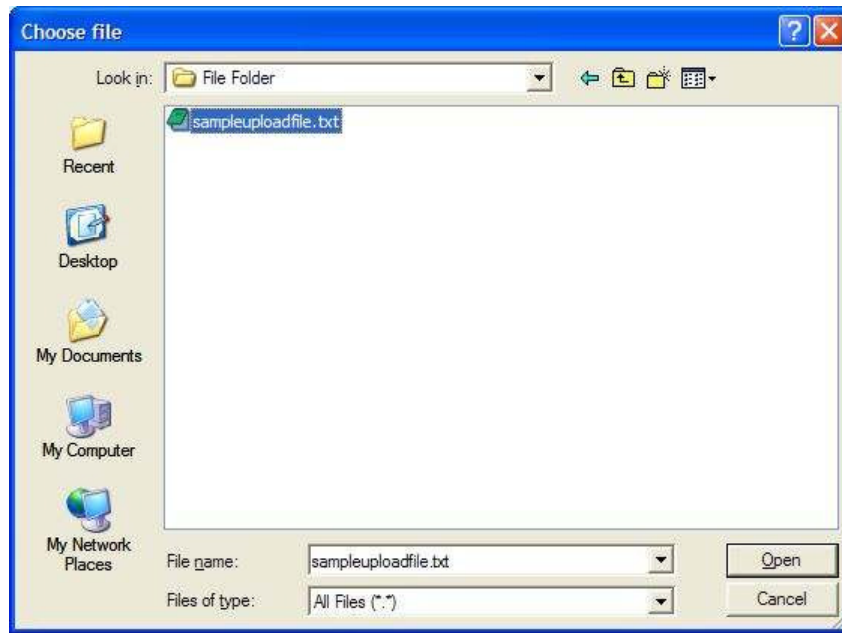 Choose file
Look in: File Folder
sampleuploadfile.txt
Recent
Desktop
My Documents
My Computer
My Network
Places
File name: sampleuploadfile.txt Open
Files of type: All Files (*.*) Cancel